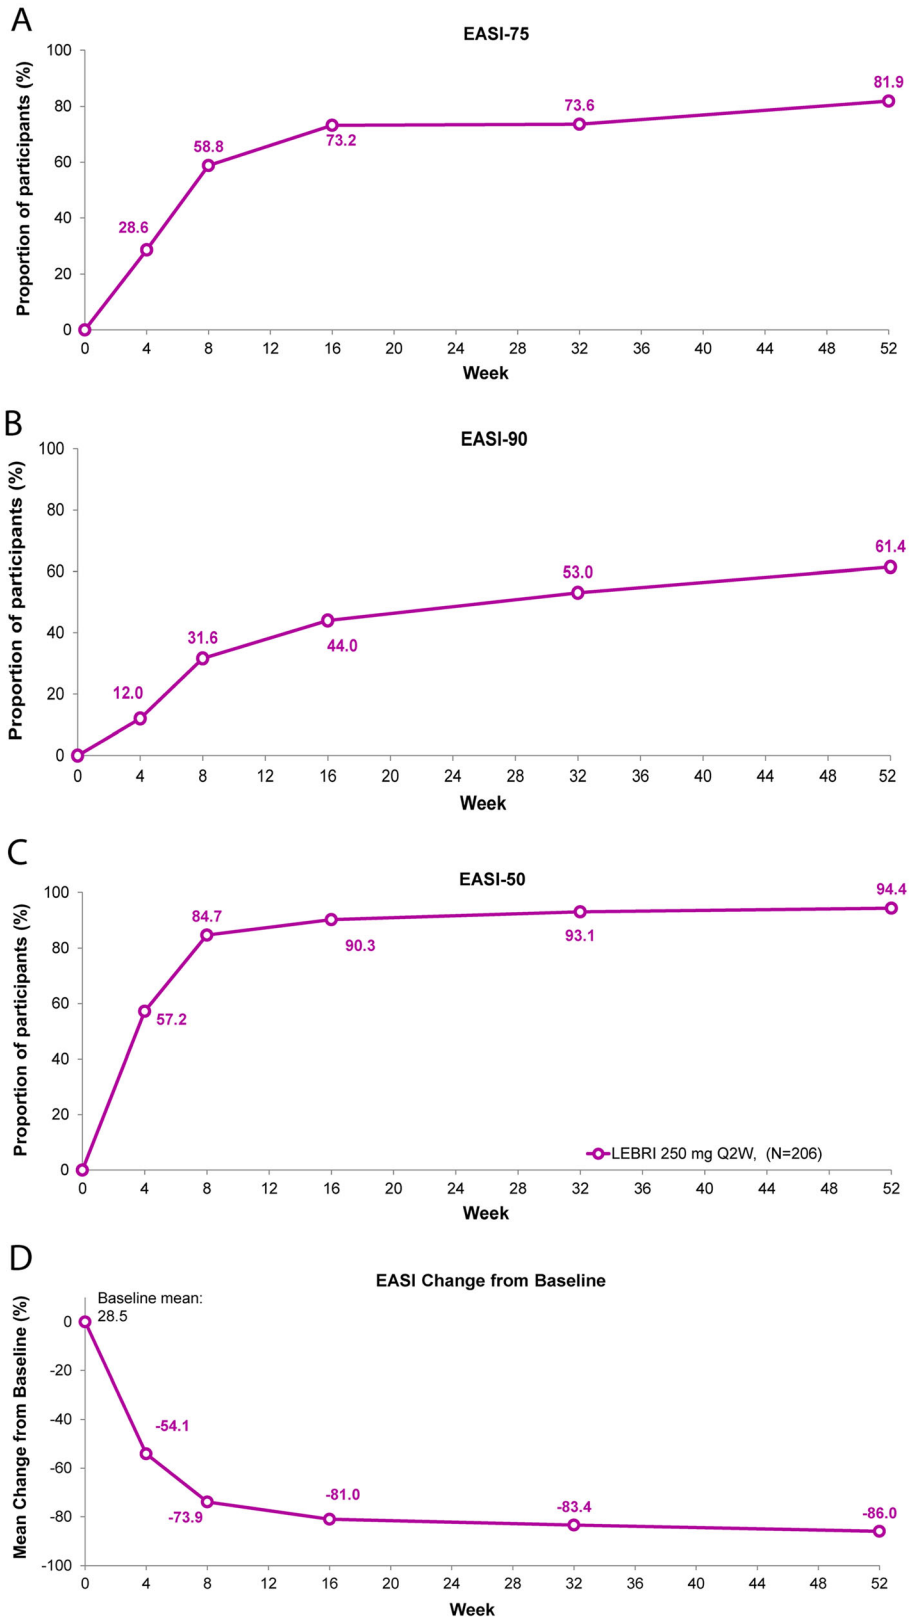 A
EASI-75
Proportion of participants (%)
100
80
60
40
20
0
28.6
58.8
73.2
73.6
81.9
0 4 8 12 16 20 24 28 32 36 40 44 48 52
Week
B
EASI-90
Proportion of participants (%)
100
80
60
40
20
0
12.0
31.6
44.0
53.0
61.4
0 4 8 12 16 20 24 28 32 36 40 44 48 52
Week
C
EASI-50
Proportion of participants (%)
100
80
60
40
20
0
57.2
84.7
90.3
93.1
94.4
LEBRI 250 mg Q2W, (N=206)
0 4 8 12 16 20 24 28 32 36 40 44 48 52
Week
D
EASI Change from Baseline
Mean Change from Baseline (%)
Baseline mean:
28.5
0
-20
-40
-60
-80
-100
-54.1
-73.9
-81.0
-83.4
-86.0
0 4 8 12 16 20 24 28 32 36 40 44 48 52
Week